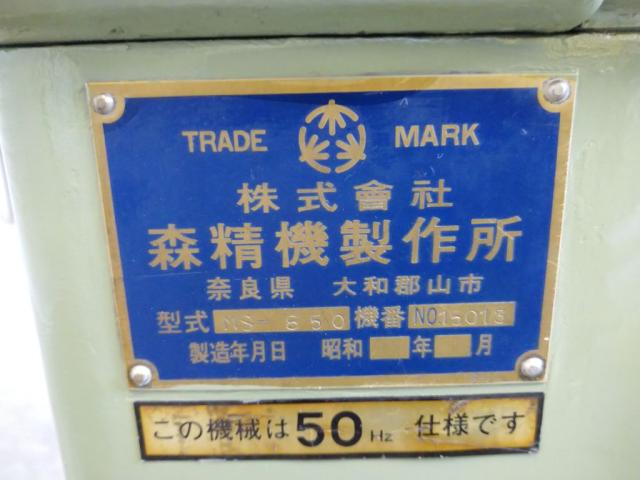 TRADE MARK
株式會社
森精機製作所
奈良県 大和郡山市
型式 MS-650 機番 NO.15013
製造年月日 昭和 年 月
この機械は50Hz 仕様です